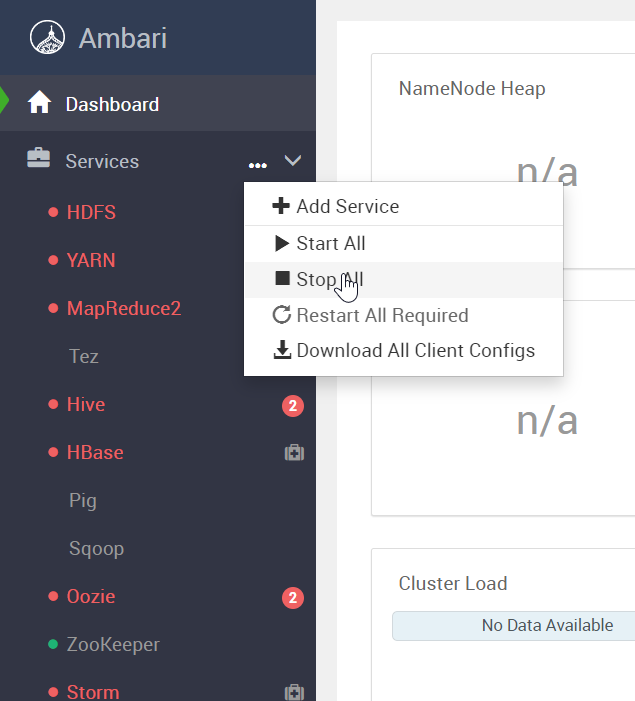 Ambari
Dashboard
Services
HDFS
YARN
MapReduce2
Tez
Hive
2
HBase
Pig
Sqoop
Oozie
2
ZooKeeper
Storm
Add Service
Start All
Stop All
Restart All Required
Download All Client Configs
NameNode Heap
n/a
n/a
Cluster Load
No Data Available